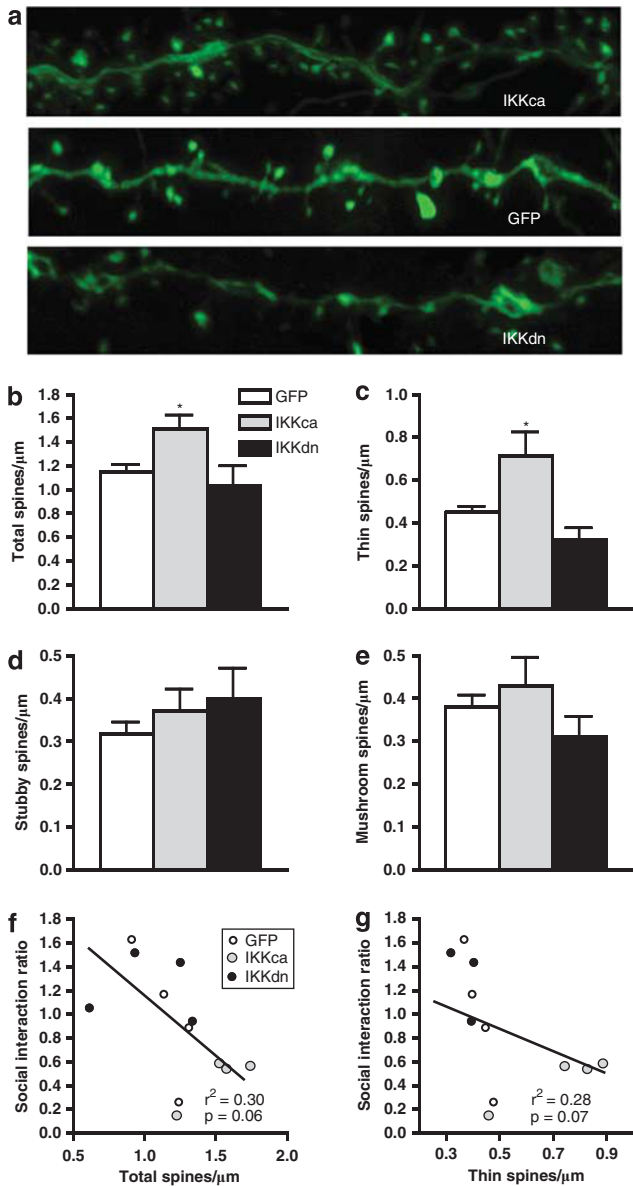 a
IKKca
GFP
IKKdn
b
Total spines/μm
1.8
1.6
1.4
1.2
1.0
0.8
0.6
0.4
0.2
0.0
*
GFP
IKKca
IKKdn
c
Thin spines/μm
1.0
0.8
0.6
0.4
0.2
0.0
*
d
Stubby spines/μm
0.5
0.4
0.3
0.2
0.1
0.0
e
Mushroom spines/μm
0.5
0.4
0.3
0.2
0.1
0.0
f
Social interaction ratio
1.8
1.6
1.4
1.2
1.0
0.8
0.6
0.4
0.2
0.0
GFP
IKKca
IKKdn
r² = 0.30
p = 0.06
0.5 1.0 1.5 2.0
Total spines/μm
g
Social interaction ratio
1.8
1.6
1.4
1.2
1.0
0.8
0.6
0.4
0.2
0.0
r² = 0.28
p = 0.07
0.3 0.5 0.7 0.9
Thin spines/μm